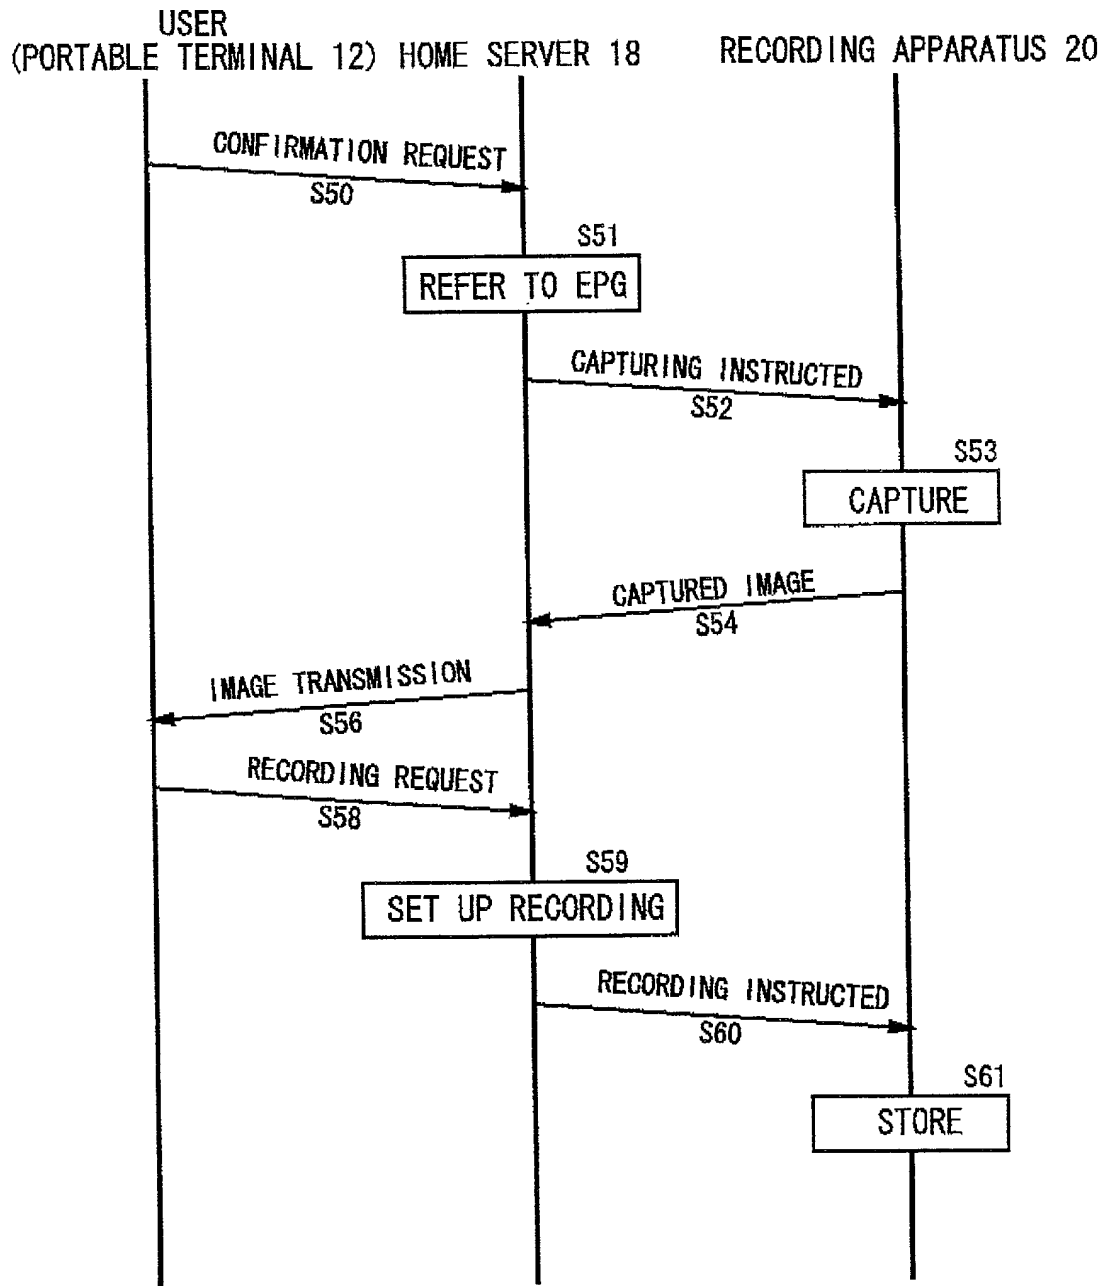 USER
(PORTABLE TERMINAL 12) HOME SERVER 18 RECORDING APPARATUS 20
CONFIRMATION REQUEST
S50
S51
REFER TO EPG
CAPTURING INSTRUCTED
S52
S53
CAPTURE
CAPTURED IMAGE
S54
IMAGE TRANSMISSION
S56
RECORDING REQUEST
S58
S59
SET UP RECORDING
RECORDING INSTRUCTED
S60
S61
STORE